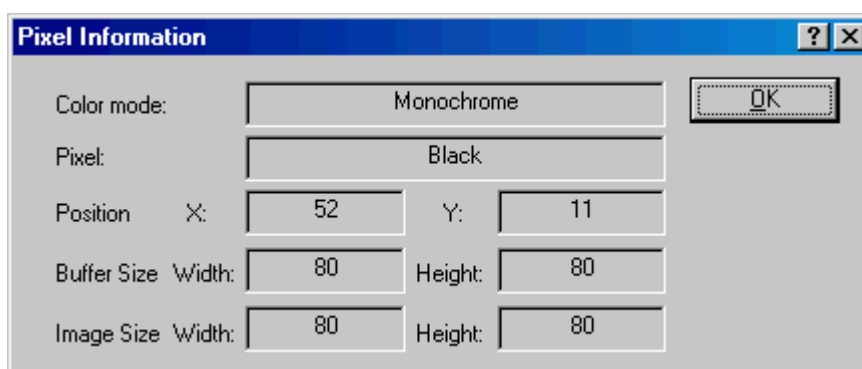 Pixel Information
Color mode: Monochrome OK
Pixel: Black
Position X: 52 Y: 11
Buffer Size Width: 80 Height: 80
Image Size Width: 80 Height: 80